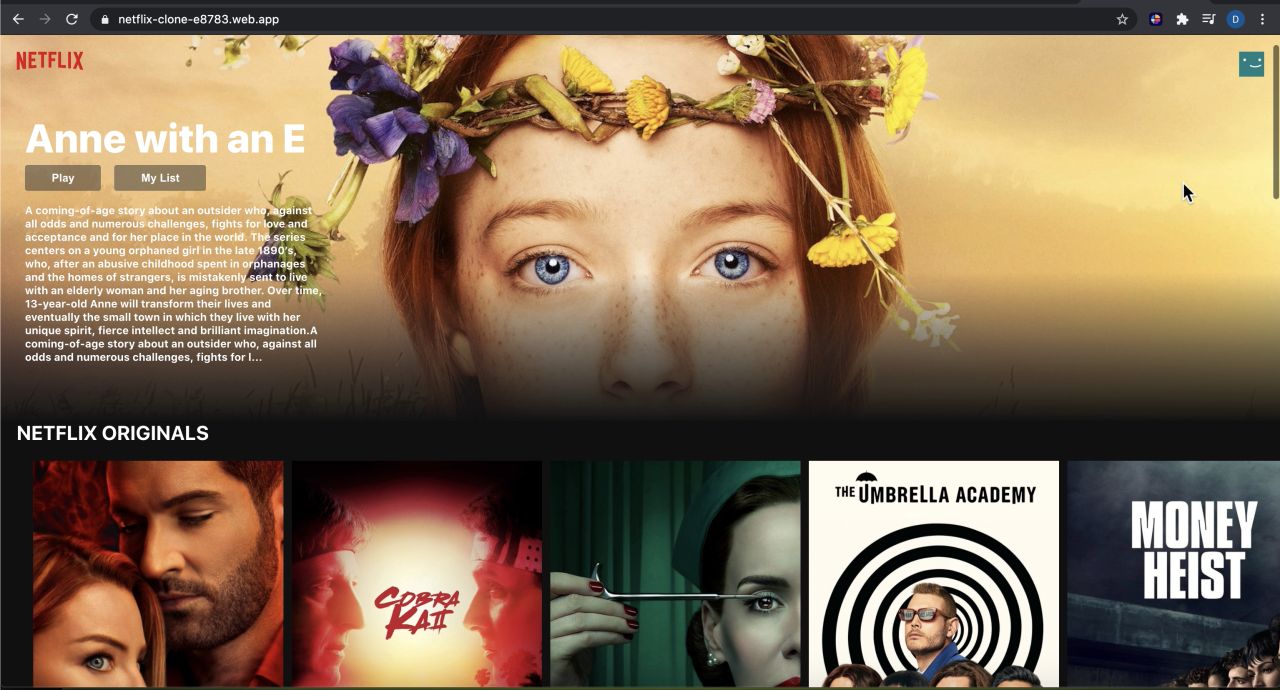 netflix-clone-e8783.web.app
D
NETFLIX
Anne with an E
Play
My List
A coming-of-age story about an outsider who, against
all odds and numerous challenges, fights for love and
acceptance and for her place in the world. The series
centers on a young orphaned girl in the late 1890's,
who, after an abusive childhood spent in orphanages
and the homes of strangers, is mistakenly sent to live
with an elderly woman and her aging brother. Over time,
13-year-old Anne will transform their lives and
eventually the small town in which they live with her
unique spirit, fierce intellect and brilliant imagination.A
coming-of-age story about an outsider who, against all
odds and numerous challenges, fights for l...
NETFLIX ORIGINALS
COBRA
KAI
THE UMBRELLA ACADEMY
MONEY
HEIST